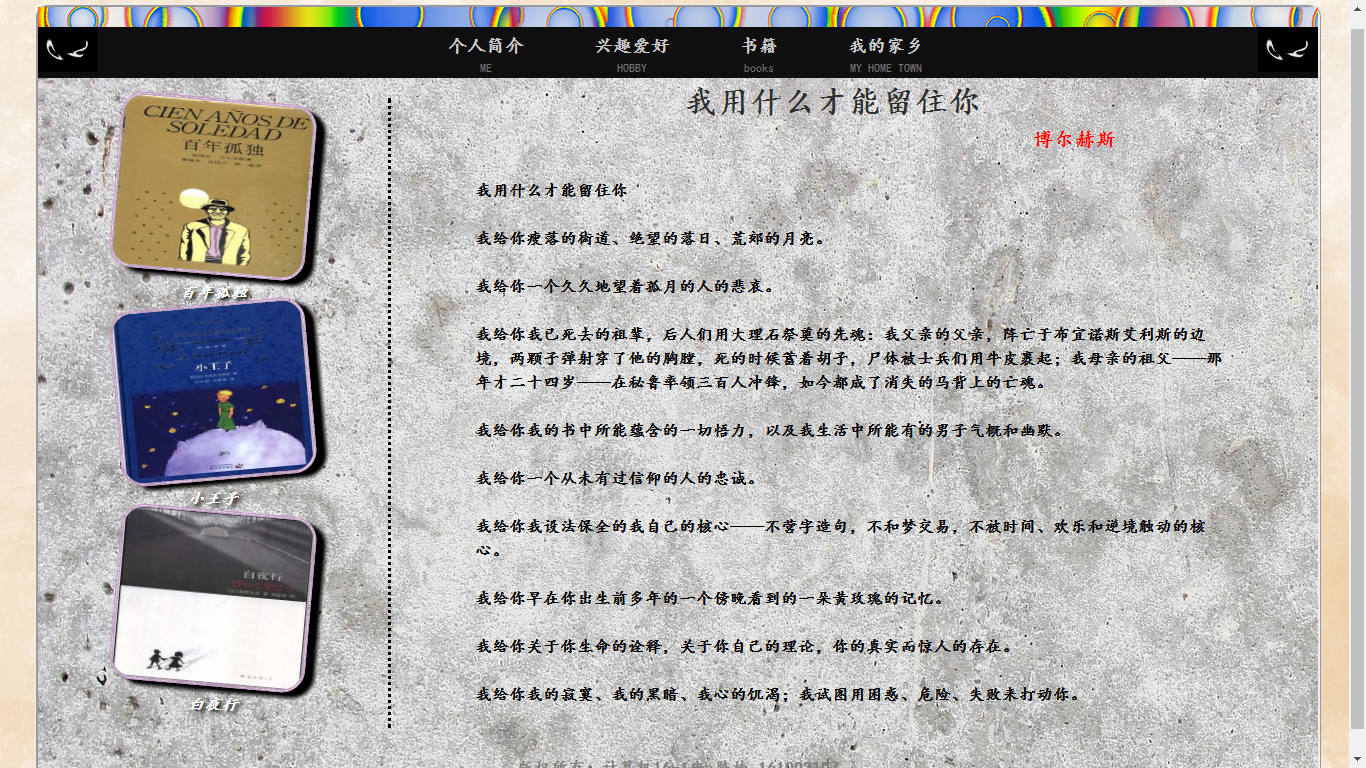 个人简介
ME
兴趣爱好
HOBBY
书籍
books
我的家乡
MY HOME TOWN
CIEN AÑOS DE
SOLEDAD
百年孤独
百年孤独
小王子
小王子
白夜行
白夜行
我用什么才能留住你
博尔赫斯
我用什么才能留住你
我给你瘦落的街道、绝望的落日、荒郊的月亮。
我给你一个久久地望着孤月的人的悲哀。
我给你我已死去的祖辈，后人们用大理石祭奠的先魂：我父亲的父亲，阵亡于布宜诺斯艾利斯的边
境，两颗子弹射穿了他的胸膛，死的时候蓄着胡子，尸体被士兵们用牛皮裹起；我母亲的祖父——那
年才二十四岁——在秘鲁率领三百人冲锋，如今都成了消失的马背上的亡魂。
我给你我的书中所能蕴含的一切悟力，以及我生活中所能有的男子气概和幽默。
我给你一个从未有过信仰的人的忠诚。
我给你我设法保全的我自己的核心——不营字造句，不和梦交易，不被时间、欢乐和逆境触动的核
心。
我给你早在你出生前多年的一个傍晚看到的一朵黄玫瑰的记忆。
我给你关于你生命的诠释，关于你自己的理论，你的真实而惊人的存在。
我给你我的寂寞、我的黑暗、我心的饥渴；我试图用困惑、危险、失败来打动你。